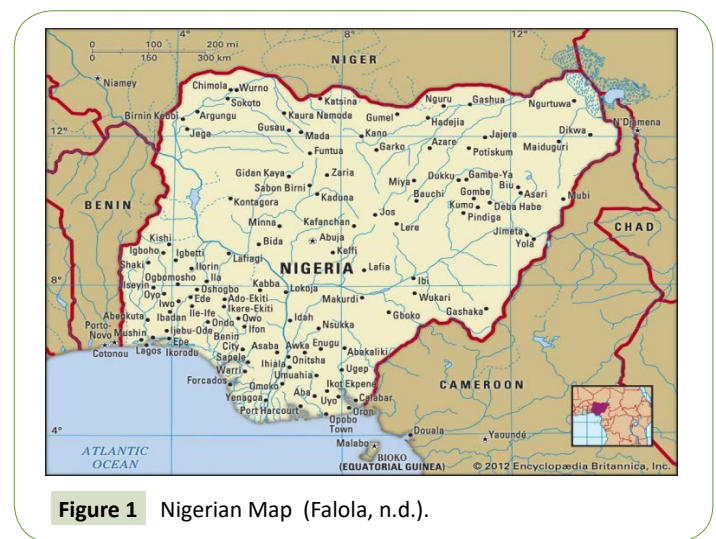 4°
8°
12°
0 100 200 mi
0 150 300 km
NIGER
Niamey
Chimola
Wurno
Sokoto
Katsina
Nguru
Gashua
Ngurtuwa
Birnin Kebbi
Argungu
Kaura Namoda
Gumel
Hadejia
N'Djamena
12°
12°
Jega
Gusau
Mada
Kano
Jajere
Dikwa
Funtua
Garko
Azare
Potiskum
Maiduguri
Gidan Kaya
Zaria
Miya
Dukku
Gambe-Ya
Sabon Birni
Bauchi
Gombe
Biu
Asari
Mubi
BENIN
Kontagora
Kaduna
Kumo
Deba Habe
Jos
Pindiga
CHAD
Minna
Kafanchan
Lere
Jimeta
Kishi
Bida
Abuja
Yola
Igboho
Igbetti
Keffi
Shaki
Ilorin
Lafiagi
NIGERIA
Lafia
8°
8°
Iseyin
Ogbomosho
Ila
Kabba
Ibi
Oyo
Oshogbo
Lokoja
Makurdi
Wukari
Iwo
Ede
Ado-Ekiti
Gashaka
Abeokuta
Ile-Ife
Ikere-Ekiti
Gboko
Ibadan
Ondo
Owo
Idah
Porto-
Novo
Mushin
Ijebu-Ode
Ifon
Nsukka
Benin
City
Epe
Asaba
Awka
Enugu
Abakaliki
Cotonou
Lagos
Ikorodu
Sapele
Onitsha
Ihiala
Warri
Umuahia
Ugep
Forcados
Omoko
Ikot Ekpene
CAMEROON
Aba
Uyo
Calabar
Yenagoa
Port Harcourt
Oron
Opobo
Town
Douala
4°
4°
Malabo
Yaoundé
ATLANTIC
OCEAN
BIOKO
(EQUATORIAL GUINEA)
© 2012 Encyclopædia Britannica, Inc.
Figure 1 Nigerian Map (Falola, n.d.).